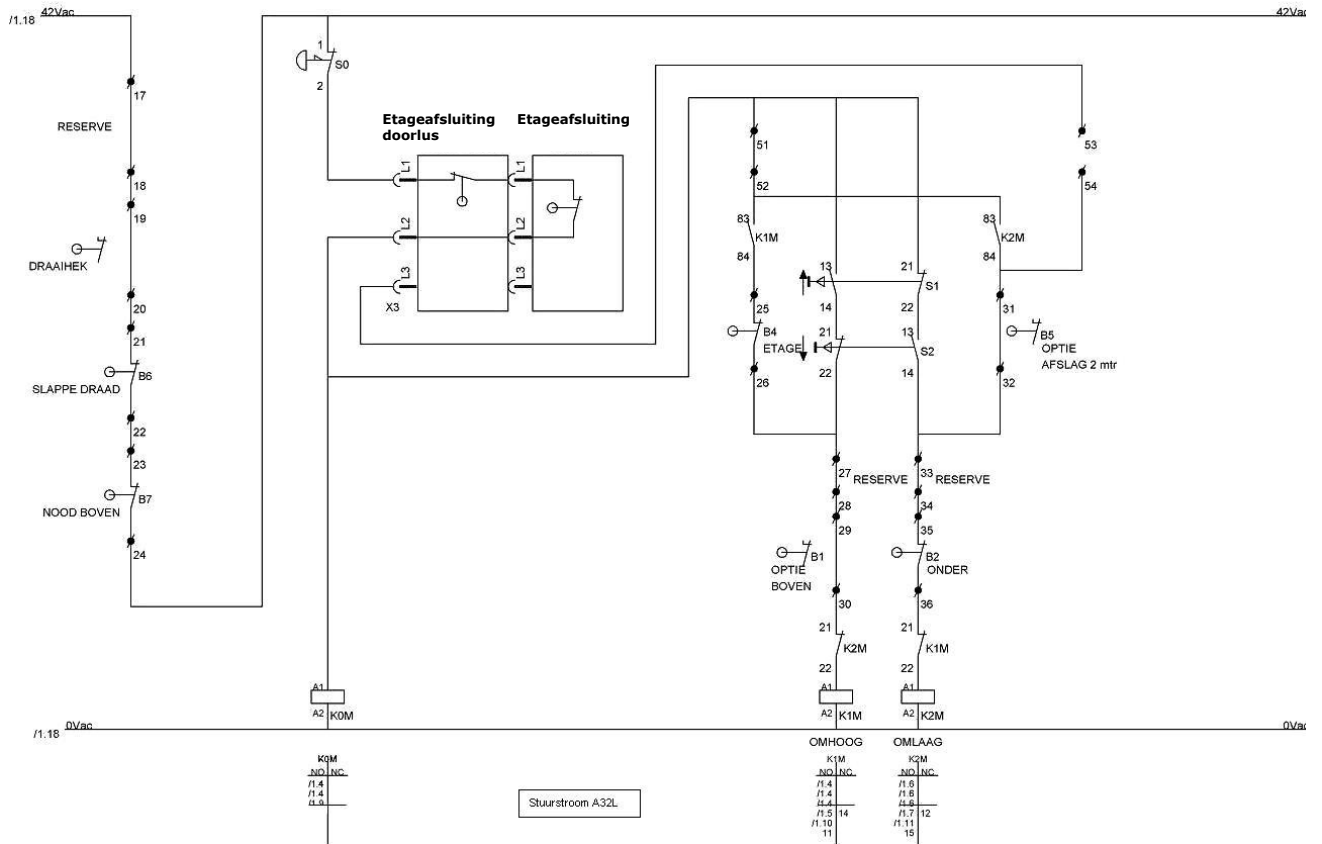 42Vac
42Vac
/1.18
1
S0
2
17
RESERVE
18
19
DRAAIHEK
20
21
B6
SLAPPE DRAAD
22
23
B7
NOOD BOVEN
24
Etageafsluiting
doorlus
Etageafsluiting
L1
L1
L2
L2
L3
L3
X3
51
52
53
54
83
K1M
84
83
K2M
84
13
21
S1
14
22
25
B4
ETAGE
26
21
13
S2
22
14
31
B5
OPTIE
AFSLAG 2 mtr
32
27 RESERVE
33 RESERVE
28
34
29
35
B1
OPTIE
BOVEN
B2
ONDER
30
36
21
K2M
22
21
K1M
22
A1
A2 K0M
A1
A2 K1M
A1
A2 K2M
0Vac
0Vac
/1.18
OMHOOG
OMLAAG
K0M
NO NC
/1.4
/1.4
/1.9
Stuurstroom A32L
K1M
NO NC
/1.4
/1.4
/1.4
/1.5 14
/1.10
11
K2M
NO NC
/1.6
/1.6
/1.6
/1.7 12
/1.11
15